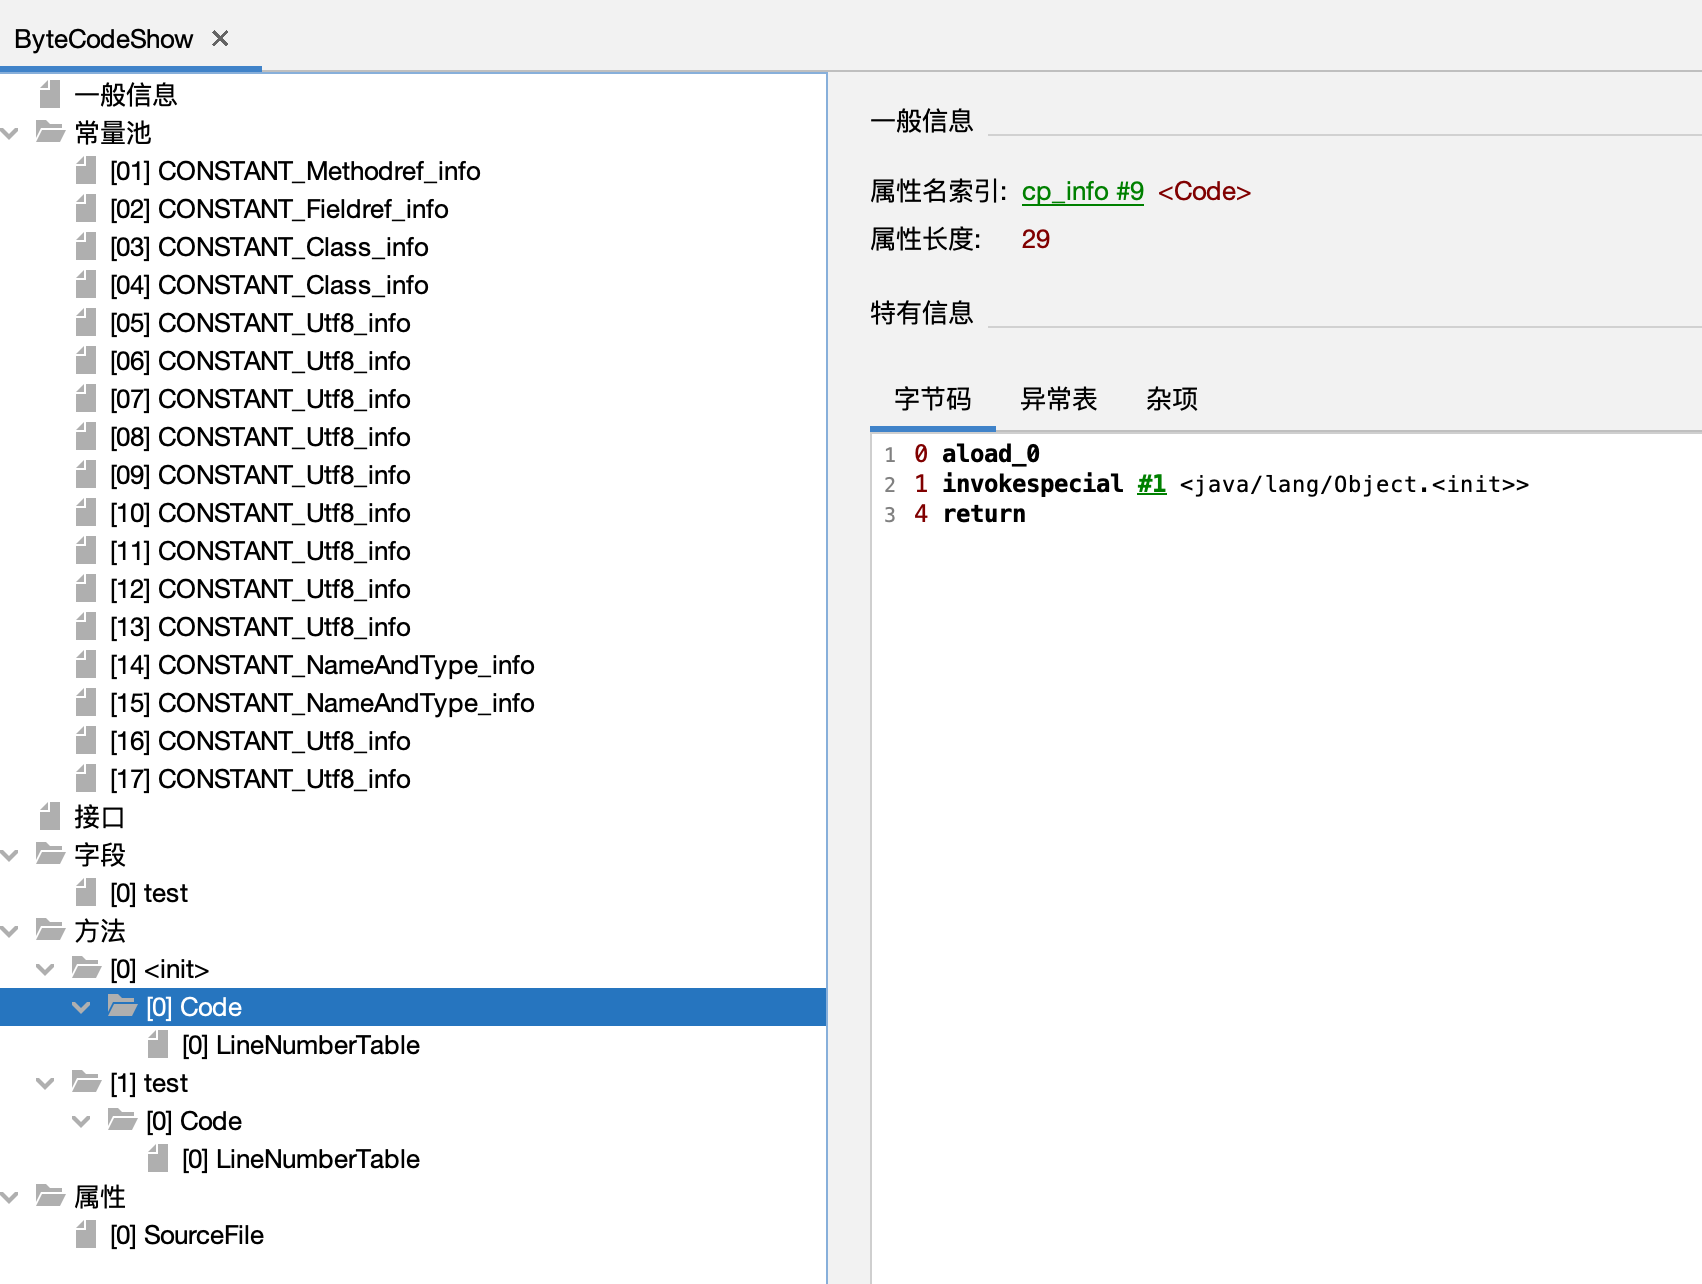 ByteCodeShow
一般信息
常量池
[01] CONSTANT_Methodref_info
[02] CONSTANT_Fieldref_info
[03] CONSTANT_Class_info
[04] CONSTANT_Class_info
[05] CONSTANT_Utf8_info
[06] CONSTANT_Utf8_info
[07] CONSTANT_Utf8_info
[08] CONSTANT_Utf8_info
[09] CONSTANT_Utf8_info
[10] CONSTANT_Utf8_info
[11] CONSTANT_Utf8_info
[12] CONSTANT_Utf8_info
[13] CONSTANT_Utf8_info
[14] CONSTANT_NameAndType_info
[15] CONSTANT_NameAndType_info
[16] CONSTANT_Utf8_info
[17] CONSTANT_Utf8_info
接口
字段
[0] test
方法
[0] <init>
[0] Code
[0] LineNumberTable
[1] test
[0] Code
[0] LineNumberTable
属性
[0] SourceFile
一般信息
属性名索引: cp_info #9 <Code>
属性长度: 29
特有信息
字节码 异常表 杂项
1 0 aload_0
2 1 invokespecial #1 <java/lang/Object.<init>>
3 4 return